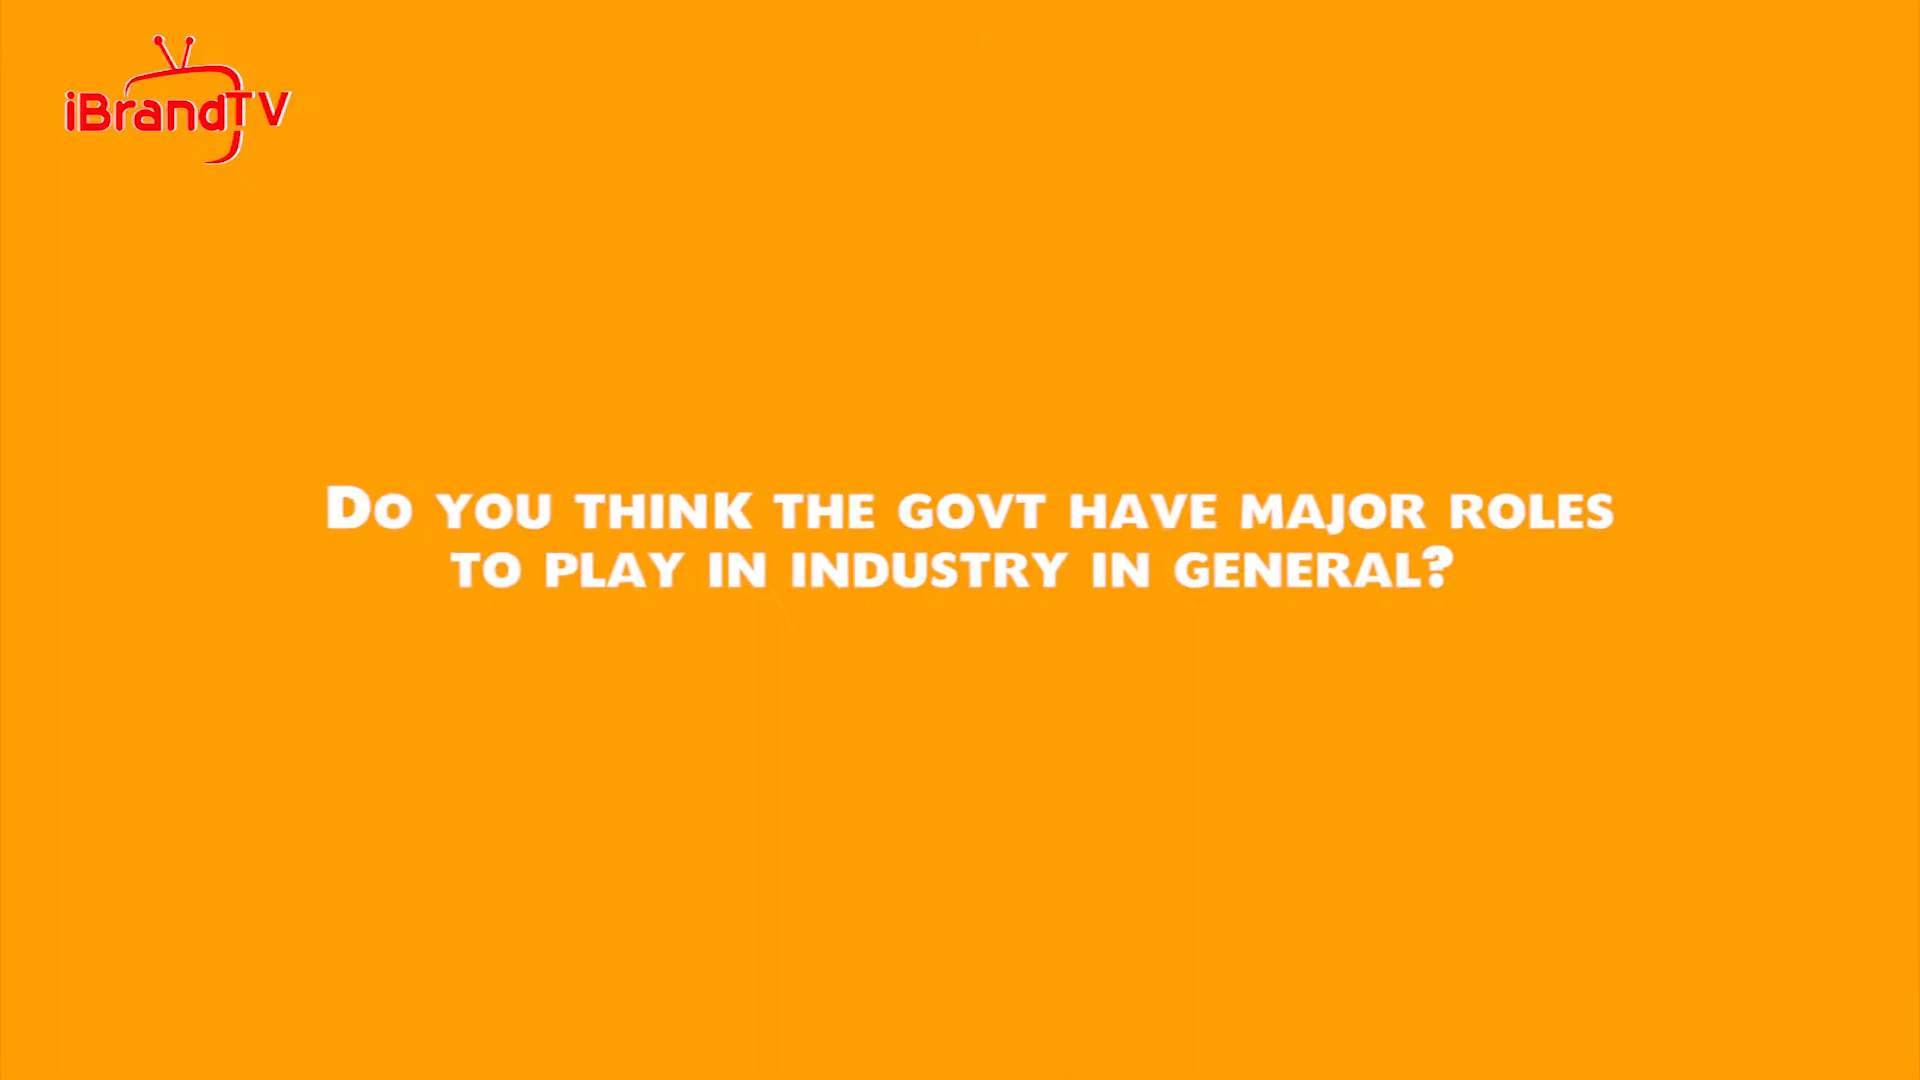 iBrandTV
DO YOU THINK THE GOVT HAVE MAJOR ROLES
TO PLAY IN INDUSTRY IN GENERAL?